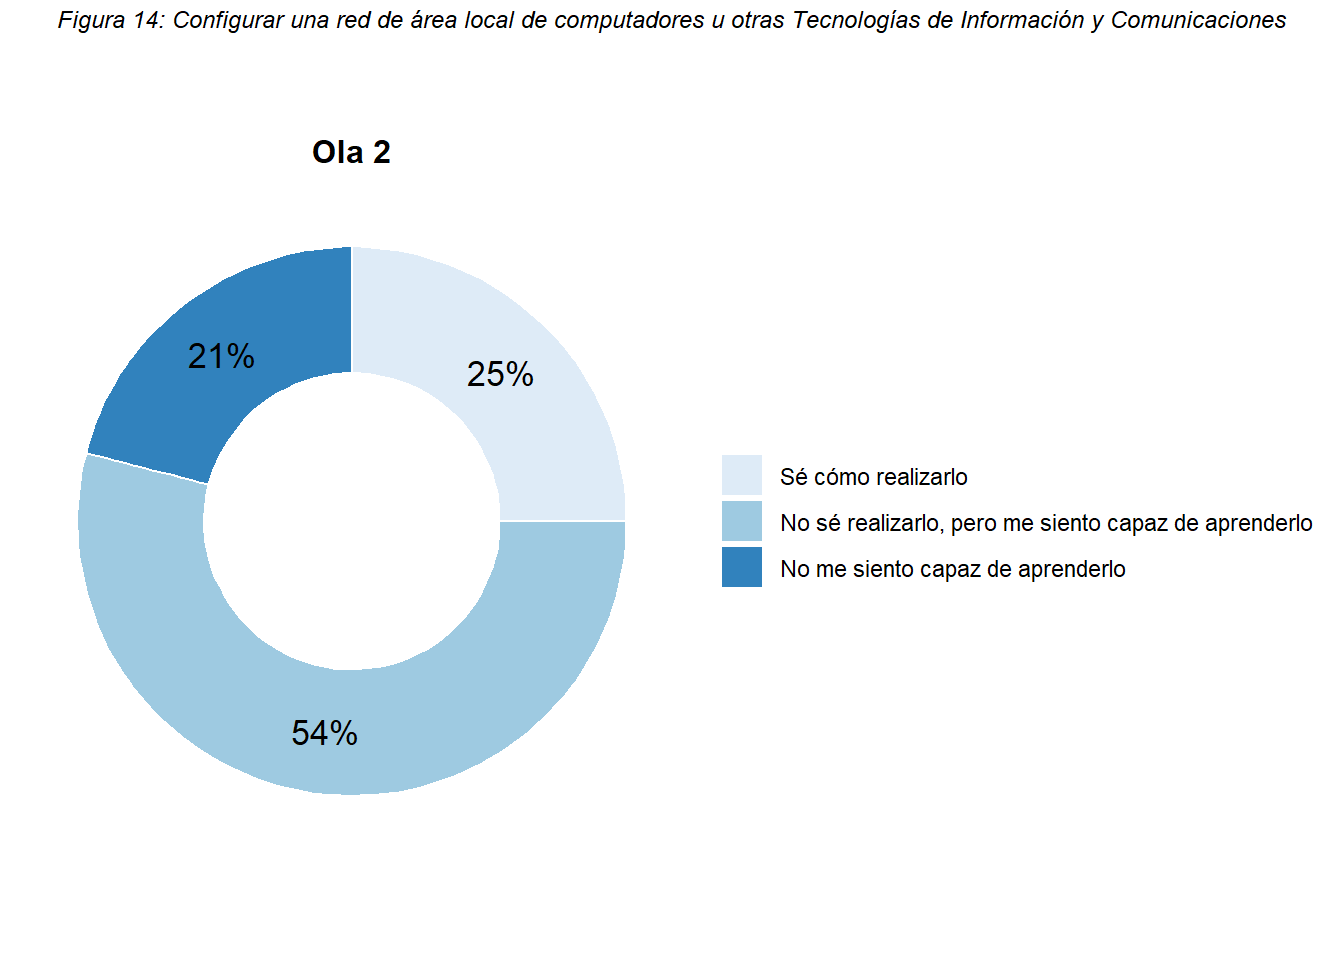 Figura 14: Configurar una red de área local de computadores u otras Tecnologías de Información y Comunicaciones
Ola 2
21%
25%
54%
Sé cómo realizarlo
No sé realizarlo, pero me siento capaz de aprenderlo
No me siento capaz de aprenderlo